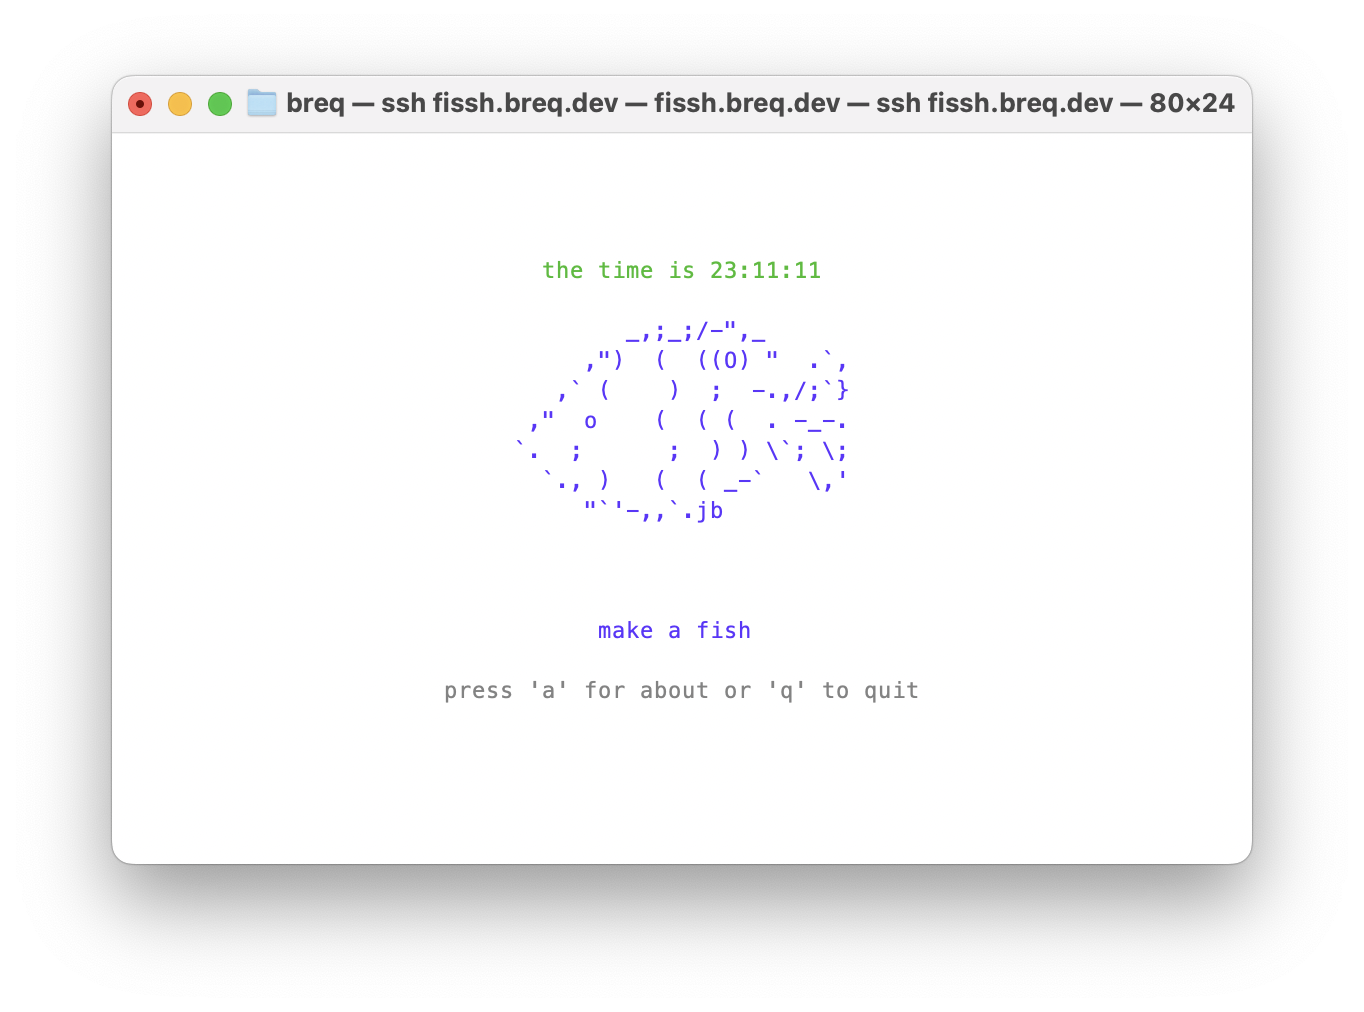 breq — ssh fissh.breq.dev — fissh.breq.dev — ssh fissh.breq.dev — 80×24
the time is 23:11:11
             _,;_;/-",_
          ,")  (  ((O) "  .`,
        ,` (    )  ;  -.,/;`}
      ,"  o    (  ( (  . -_-.
     `.  ;      ;  ) ) \`; \;
       `., )   (  ( _-`   \,'
          "`'-,,`.jb
make a fish
press 'a' for about or 'q' to quit